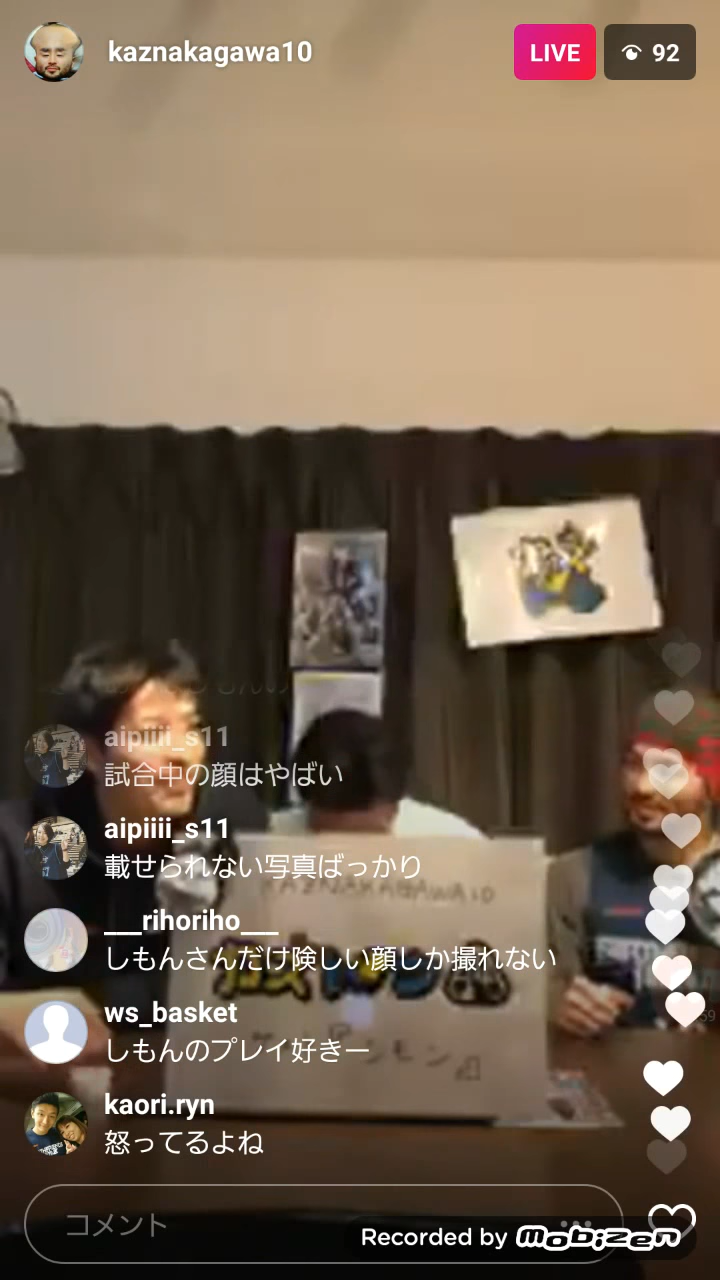 kaznakagawa10
LIVE
92
aipiiii_s11
試合中の顔はやばい
aipiiii_s11
載せられない写真ばっかり
___rihoriho___
しもんさんだけ険しい顔しか撮れない
ws_basket
しもんのプレイ好きー
kaori.ryn
怒ってるよね
KAZNAKAGAWA10
コメント
Recorded by mobizen